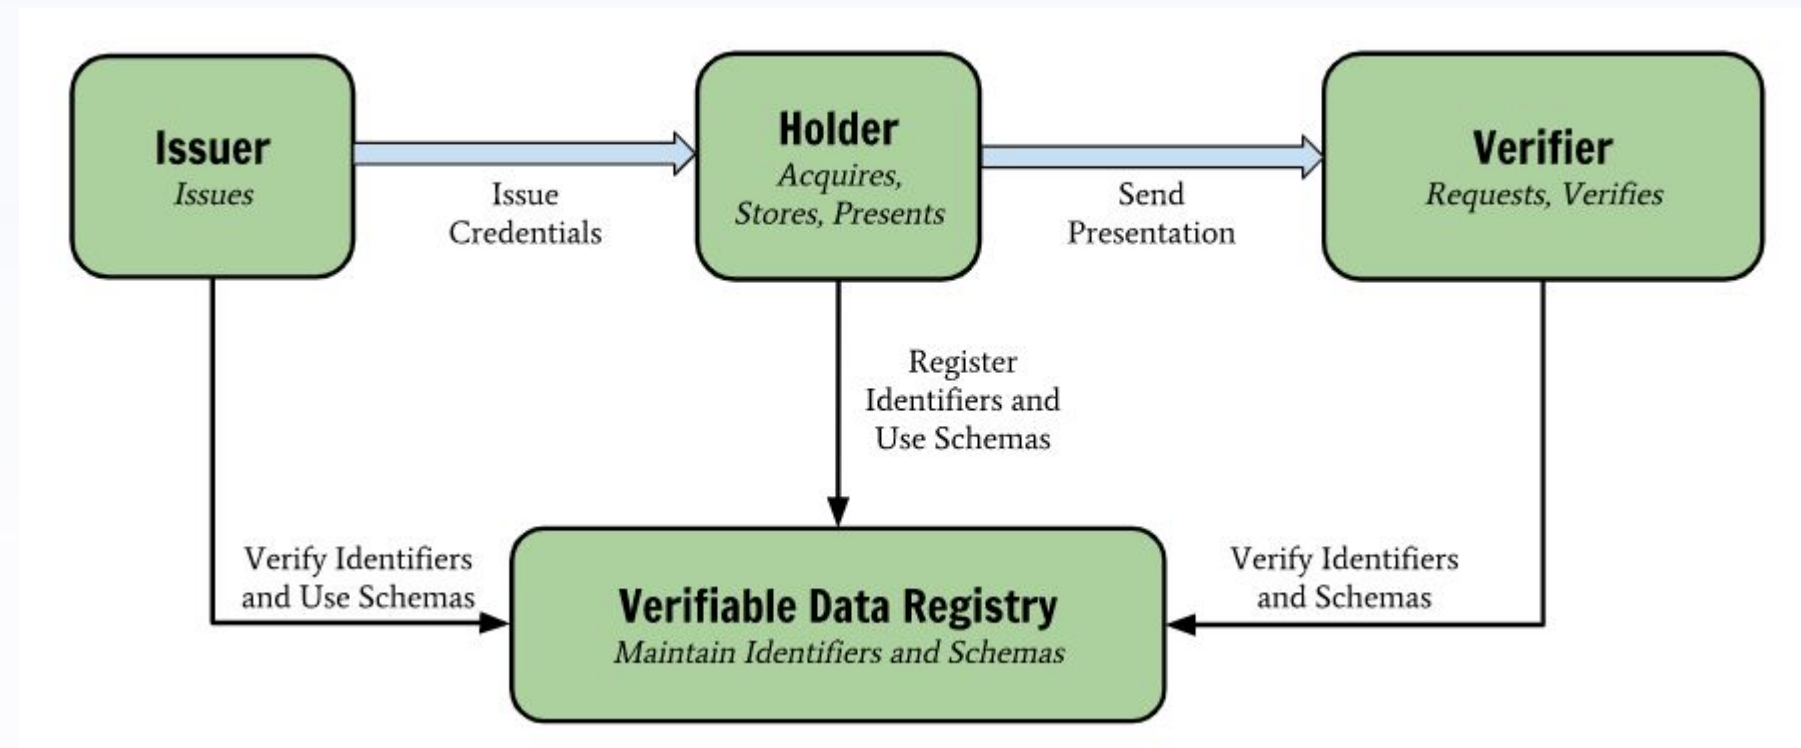 Issuer
Issues
Issue
Credentials
Holder
Acquires,
Stores, Presents
Send
Presentation
Verifier
Requests, Verifies
Register
Identifiers and
Use Schemas
Verify Identifiers
and Use Schemas
Verifiable Data Registry
Maintain Identifiers and Schemas
Verify Identifiers
and Schemas